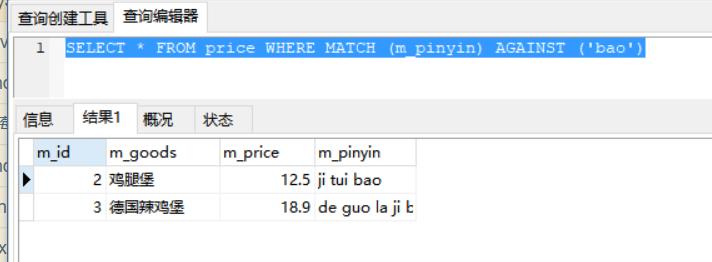 查询创建工具 查询编辑器
1 SELECT * FROM price WHERE MATCH (m_pinyin) AGAINST ('bao')
信息 结果1 概况 状态
m_id m_goods m_price m_pinyin
2 鸡腿堡 12.5 ji tui bao
3 德国辣鸡堡 18.9 de guo la ji b